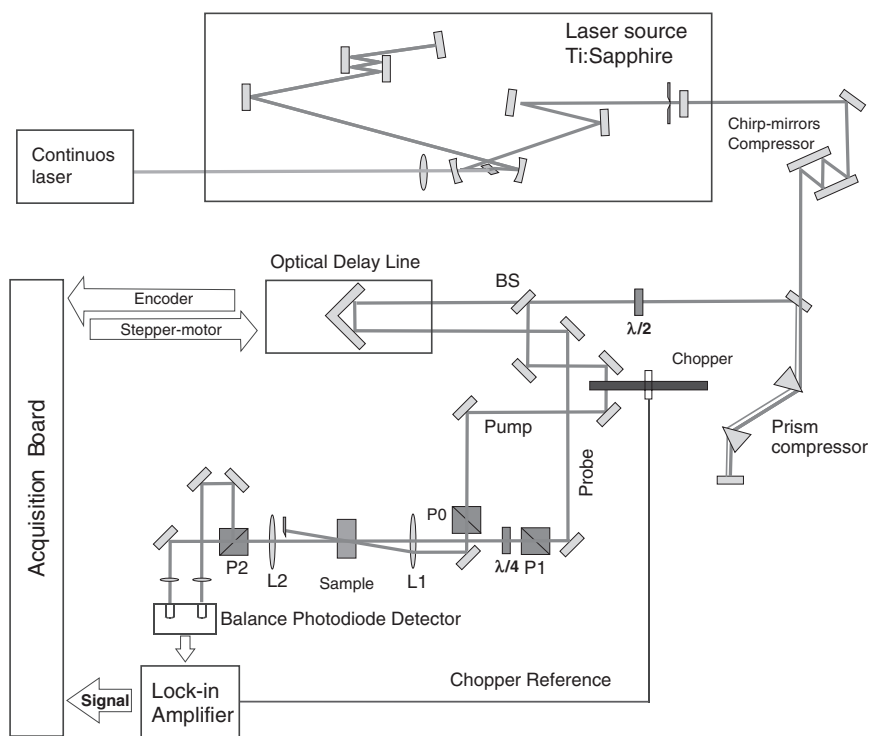 Laser source
Ti:Sapphire
Continuos
laser
Chirp-mirrors
Compressor
Optical Delay Line
BS
Encoder
Stepper-motor
λ/2
Chopper
Pump
Prism
compressor
Probe
Acquisition Board
P0
P2
L2
Sample
L1
λ/4
P1
Balance Photodiode Detector
Chopper Reference
Signal
Lock-in
Amplifier